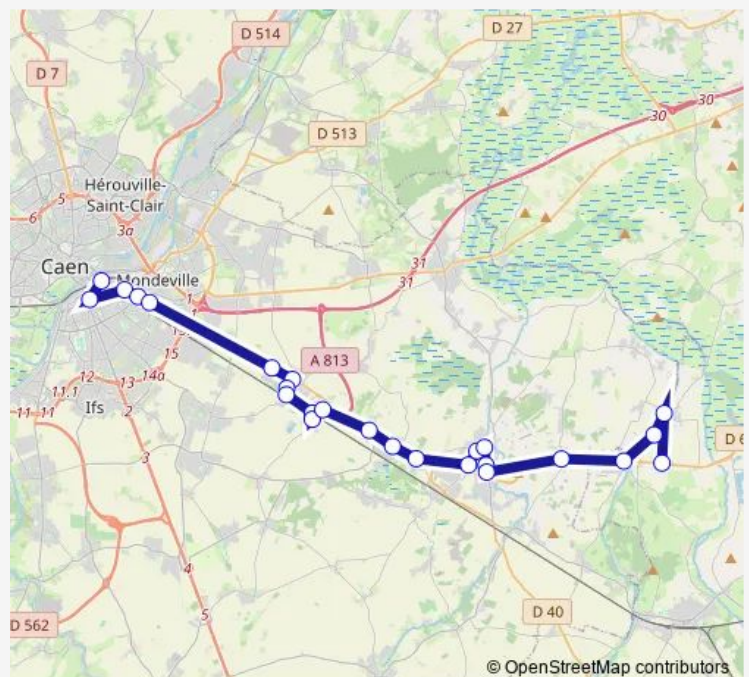 D 27
D 514
D 7
30
30
D 513
Hérouville-
Saint-Clair
5
6
3a
31
Caen
Mondeville
31
1
1
A 813
15
14a
12
13
11.1
Ifs
11
11
2
D 6
3
4
D 40
5
D 562
© OpenStreetMap contributors